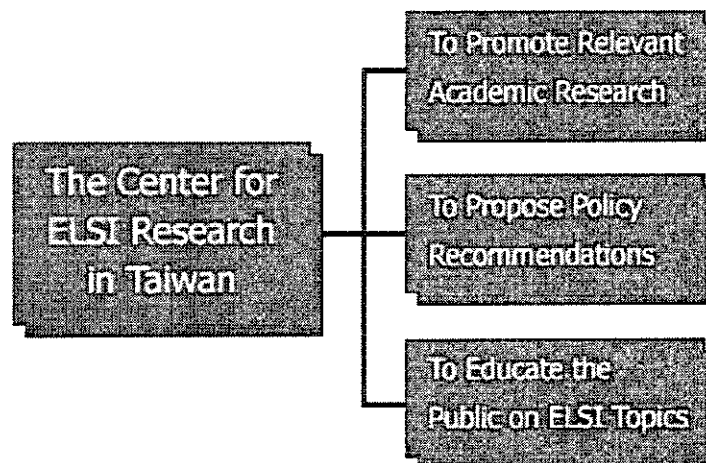 The Center for
ELSI Research
in Taiwan
To Promote Relevant
Academic Research
To Propose Policy
Recommendations
To Educate the
Public on ELSI Topics